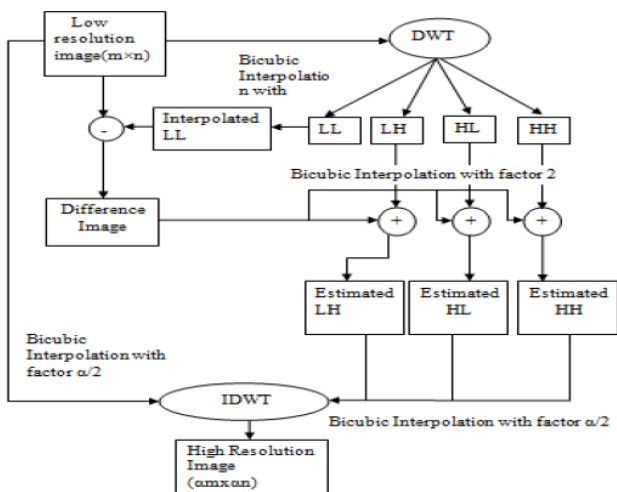 Low
resolution
image(m×n)
DWT
Bicubic
Interpolatio
n with
Interpolated
LL
LL
LH
HL
HH
-
Bicubic Interpolation with factor 2
Difference
Image
+
+
+
Estimated
LH
Estimated
HL
Estimated
HH
Bicubic
Interpolation with
factor α/2
IDWT
Bicubic Interpolation with factor α/2
High Resolution
Image
(αmxαn)